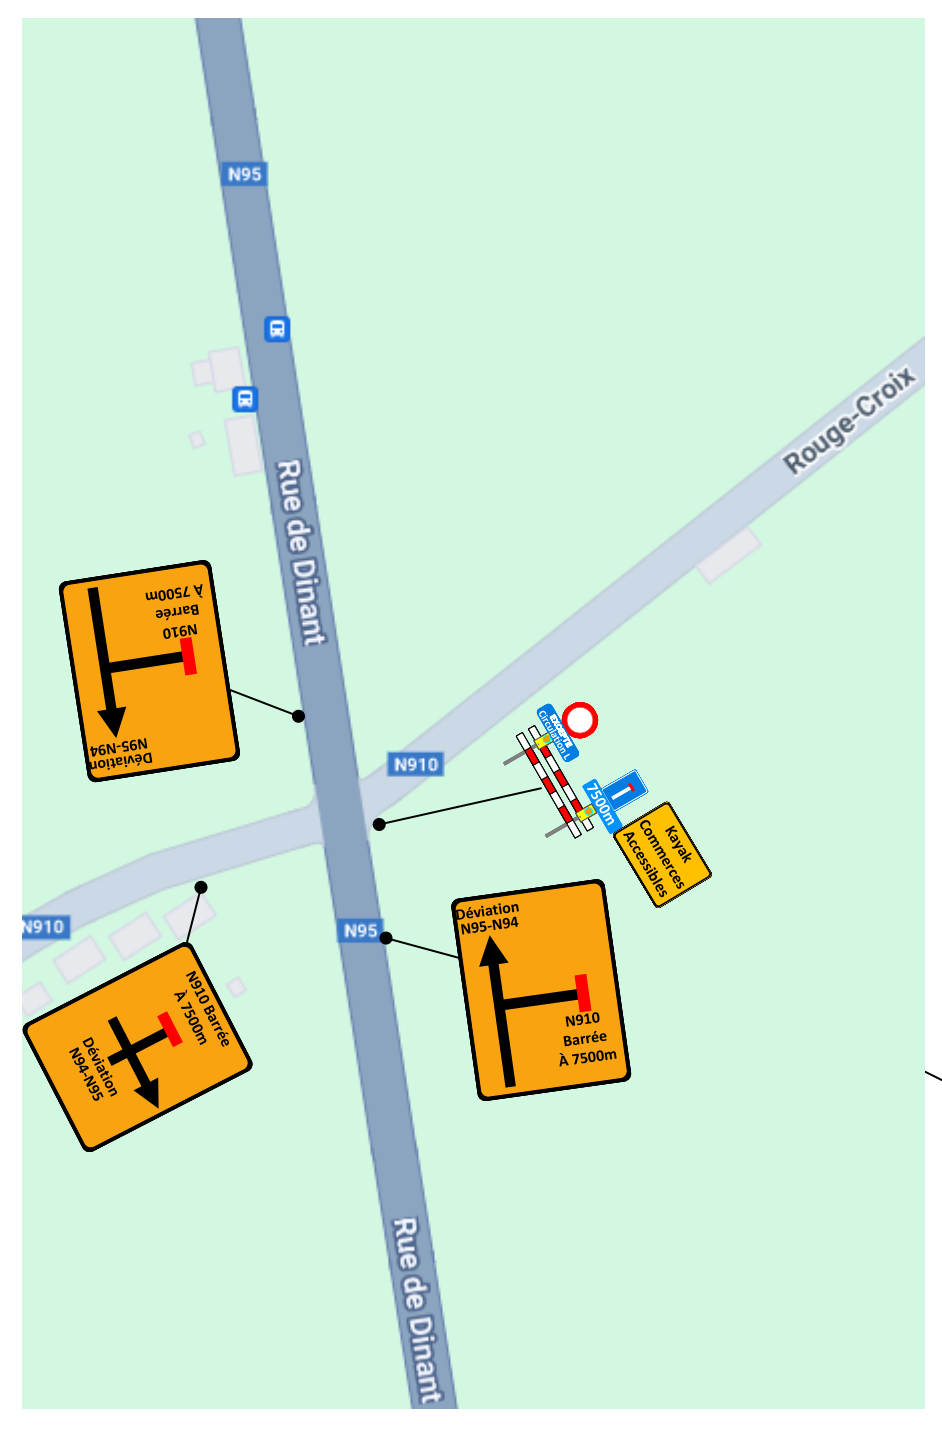 N95
Rouge-Croix
Rue de Dinant
À 7500m
Barrée
N910
Déviation
N95-N94
EXCEPTE
Circulation L
N910
7500m
Kayak
Commerces
Accessibles
Déviation
N95-N94
N910
Barrée
À 7500m
N910
N95
N910 Barrée
À 7500m
Déviation
N94-N95
Rue de Dinant